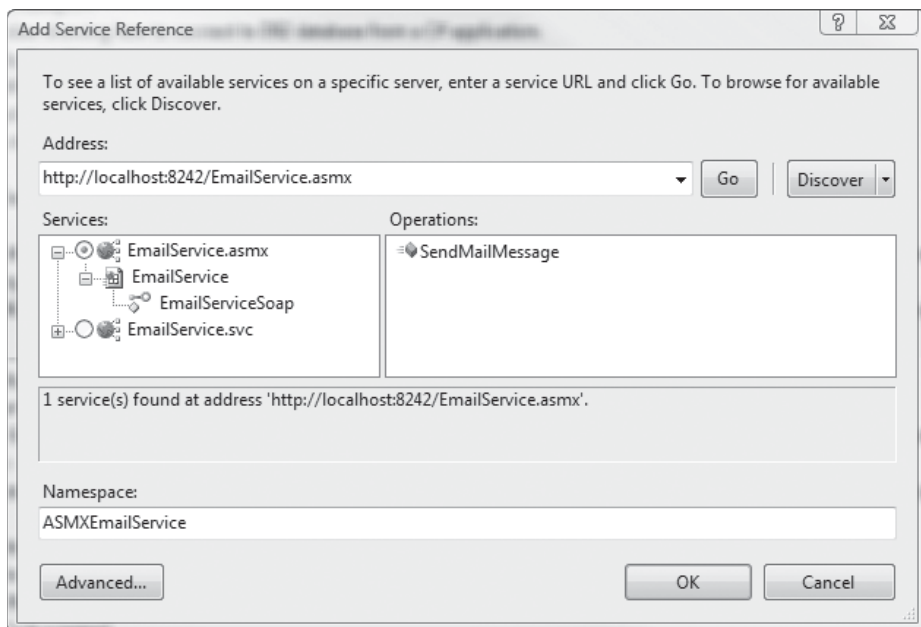 Add Service Reference
To see a list of available services on a specific server, enter a service URL and click Go. To browse for available
services, click Discover.
Address:
http://localhost:8242/EmailService.asmx
Go
Discover
Services:
Operations:
EmailService.asmx
EmailService
EmailServiceSoap
EmailService.svc
SendMailMessage
1 service(s) found at address 'http://localhost:8242/EmailService.asmx'.
Namespace:
ASMXEmailService
Advanced...
OK
Cancel